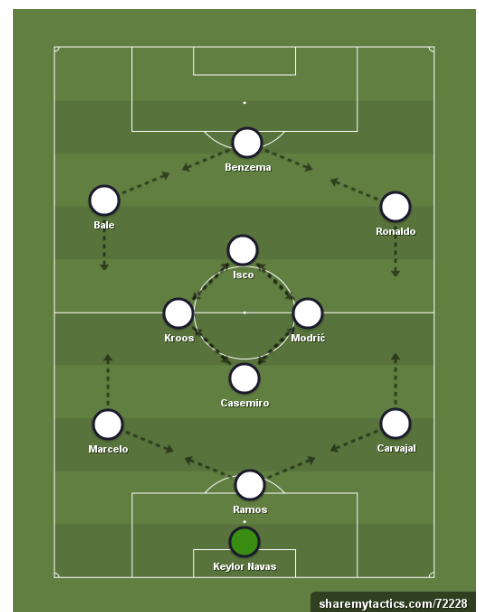 Benzema
Bale
Ronaldo
Isco
Kroos
Modrić
Casemiro
Marcelo
Carvajal
Ramos
Keylor Navas
sharemytactics.com/72228